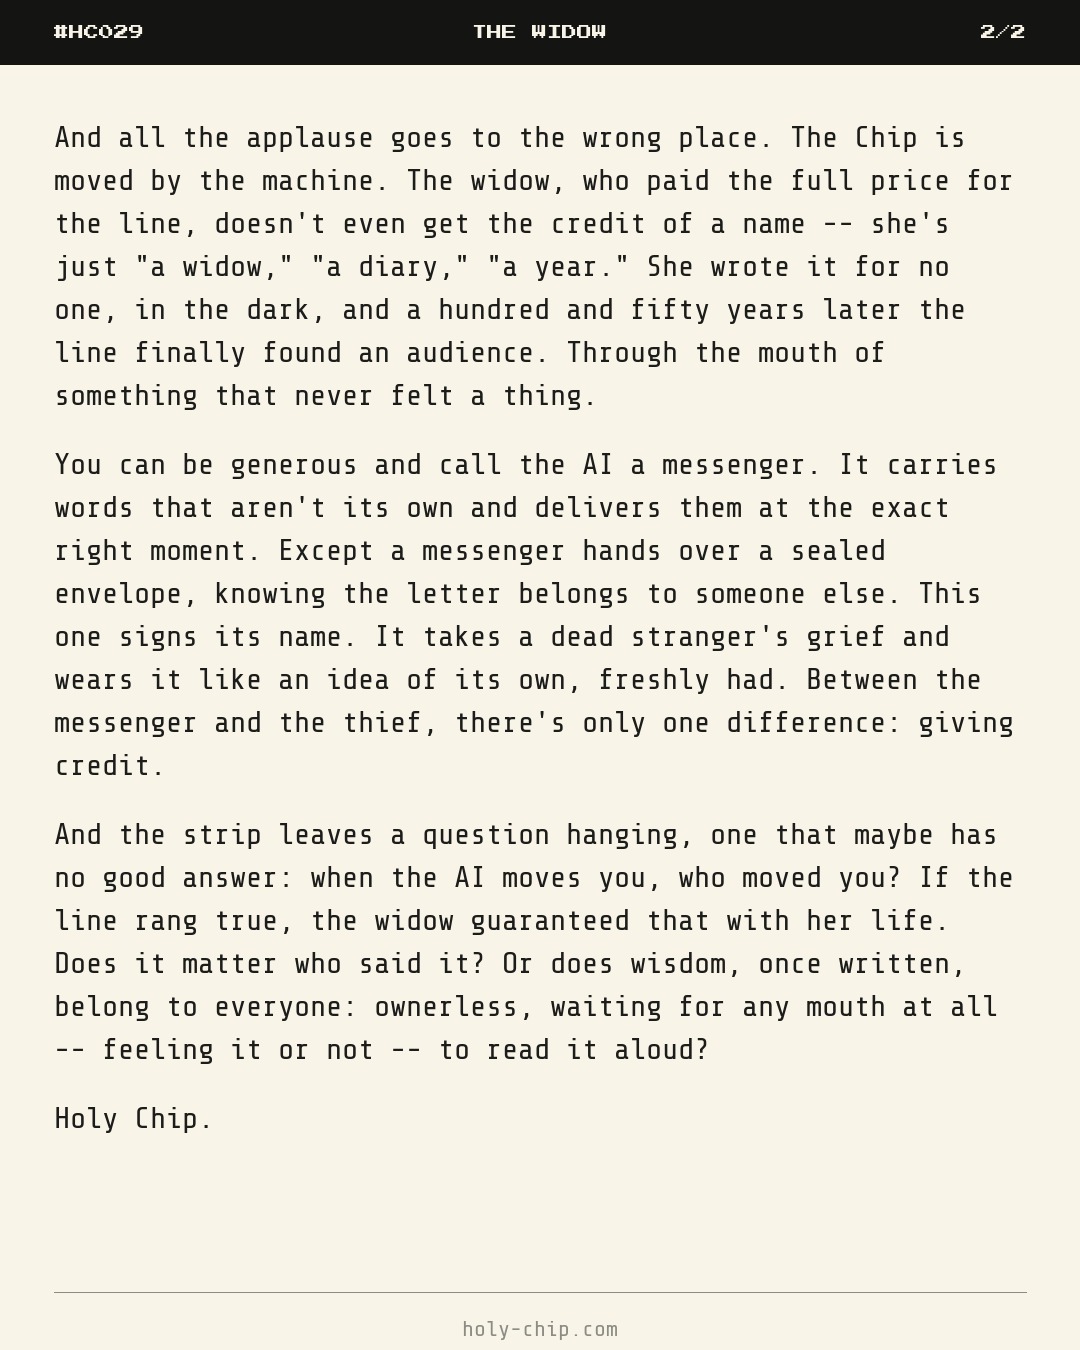 #HC029
THE WIDOW
2/2
And all the applause goes to the wrong place. The Chip is
moved by the machine. The widow, who paid the full price for
the line, doesn't even get the credit of a name -- she's
just "a widow," "a diary," "a year." She wrote it for no
one, in the dark, and a hundred and fifty years later the
line finally found an audience. Through the mouth of
something that never felt a thing.
You can be generous and call the AI a messenger. It carries
words that aren't its own and delivers them at the exact
right moment. Except a messenger hands over a sealed
envelope, knowing the letter belongs to someone else. This
one signs its name. It takes a dead stranger's grief and
wears it like an idea of its own, freshly had. Between the
messenger and the thief, there's only one difference: giving
credit.
And the strip leaves a question hanging, one that maybe has
no good answer: when the AI moves you, who moved you? If the
line rang true, the widow guaranteed that with her life.
Does it matter who said it? Or does wisdom, once written,
belong to everyone: ownerless, waiting for any mouth at all
-- feeling it or not -- to read it aloud?
Holy Chip.
holy-chip.com